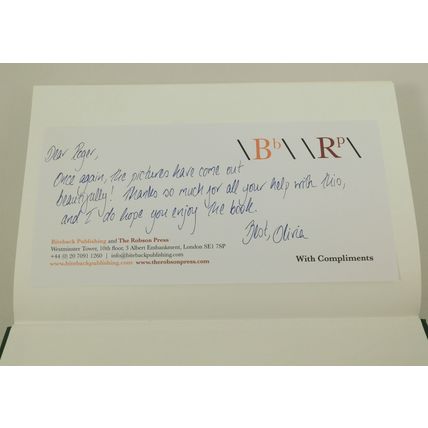 Dear Roger,
\Bb\ \Rp\
Once again, the pictures have come out
beautifully! Thanks so much for all your help with this,
and I do hope you enjoy the book.
Best, Olivia
Biteback Publishing and The Robson Press
Westminster Tower, 10th floor, 3 Albert Embankment, London SE1 7SP
+44 (0) 20 7091 1260 | info@bitebackpublishing.com
www.bitebackpublishing.com www.therobsonpress.com
With Compliments